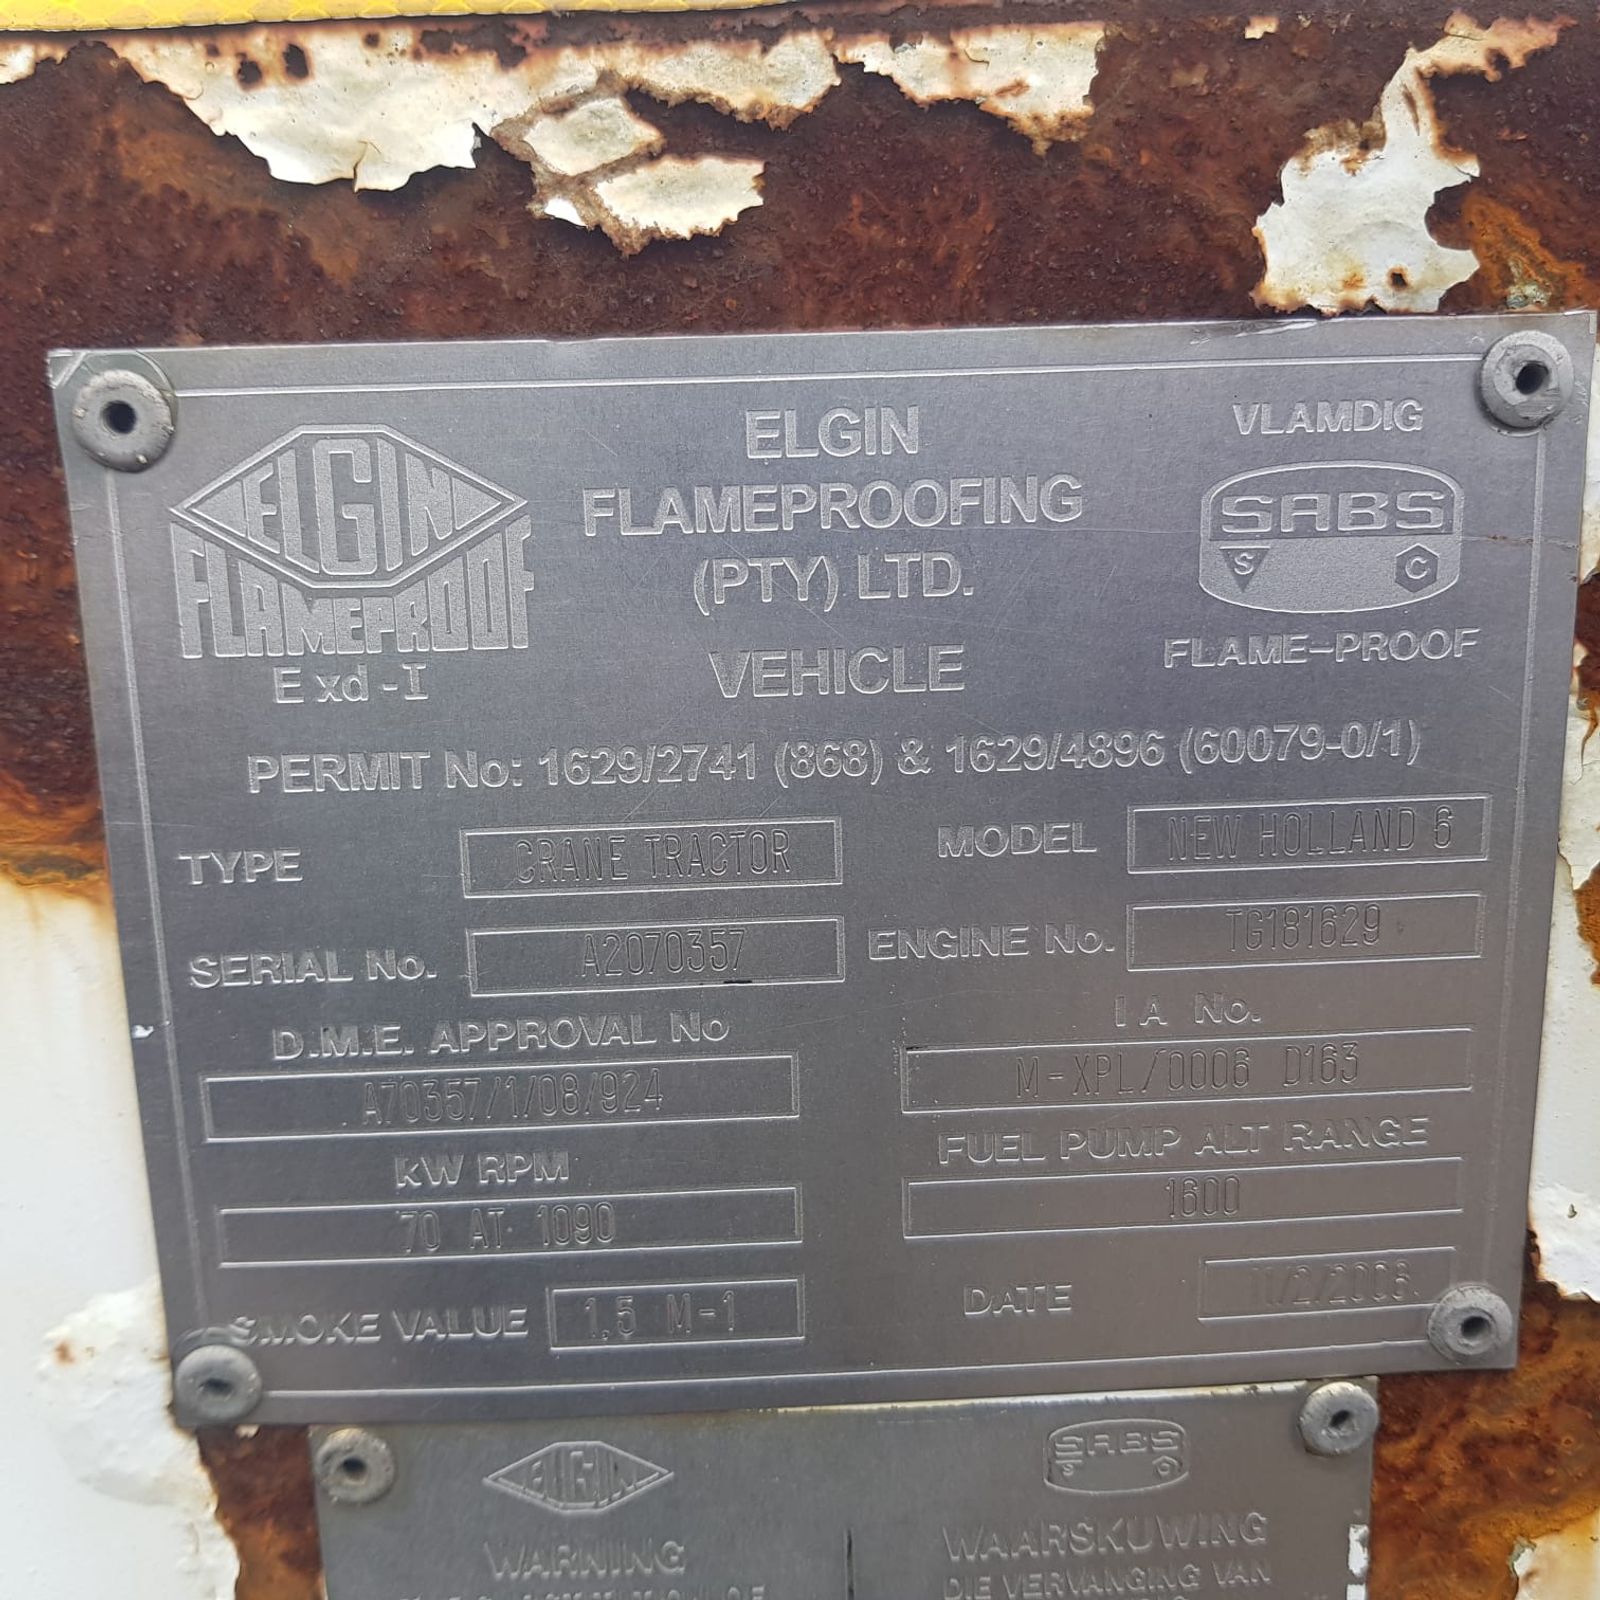 ELGIN
FLAMEPROOF
E xd-I
ELGIN
FLAMEPROOFING
(PTY) LTD.
VEHICLE
VLAMDIG
SABS
S C
FLAME-PROOF
PERMIT No: 1629/2741 (868) & 1629/4896 (60079-0/1)
TYPE CRANE TRACTOR MODEL NEW HOLLAND 6
SERIAL No. A2070357 ENGINE No. TG181629
D.M.E. APPROVAL No I A No.
A70357/1/08/924 M-XPL/0006 D163
KW RPM FUEL PUMP ALT RANGE
70 AT 1090 1600
SMOKE VALUE 1,5 M-1 DATE 11/2/2008.
ELGIN SABS
S C
WARNING WAARSKUWING
DIE VERVANGING VAN